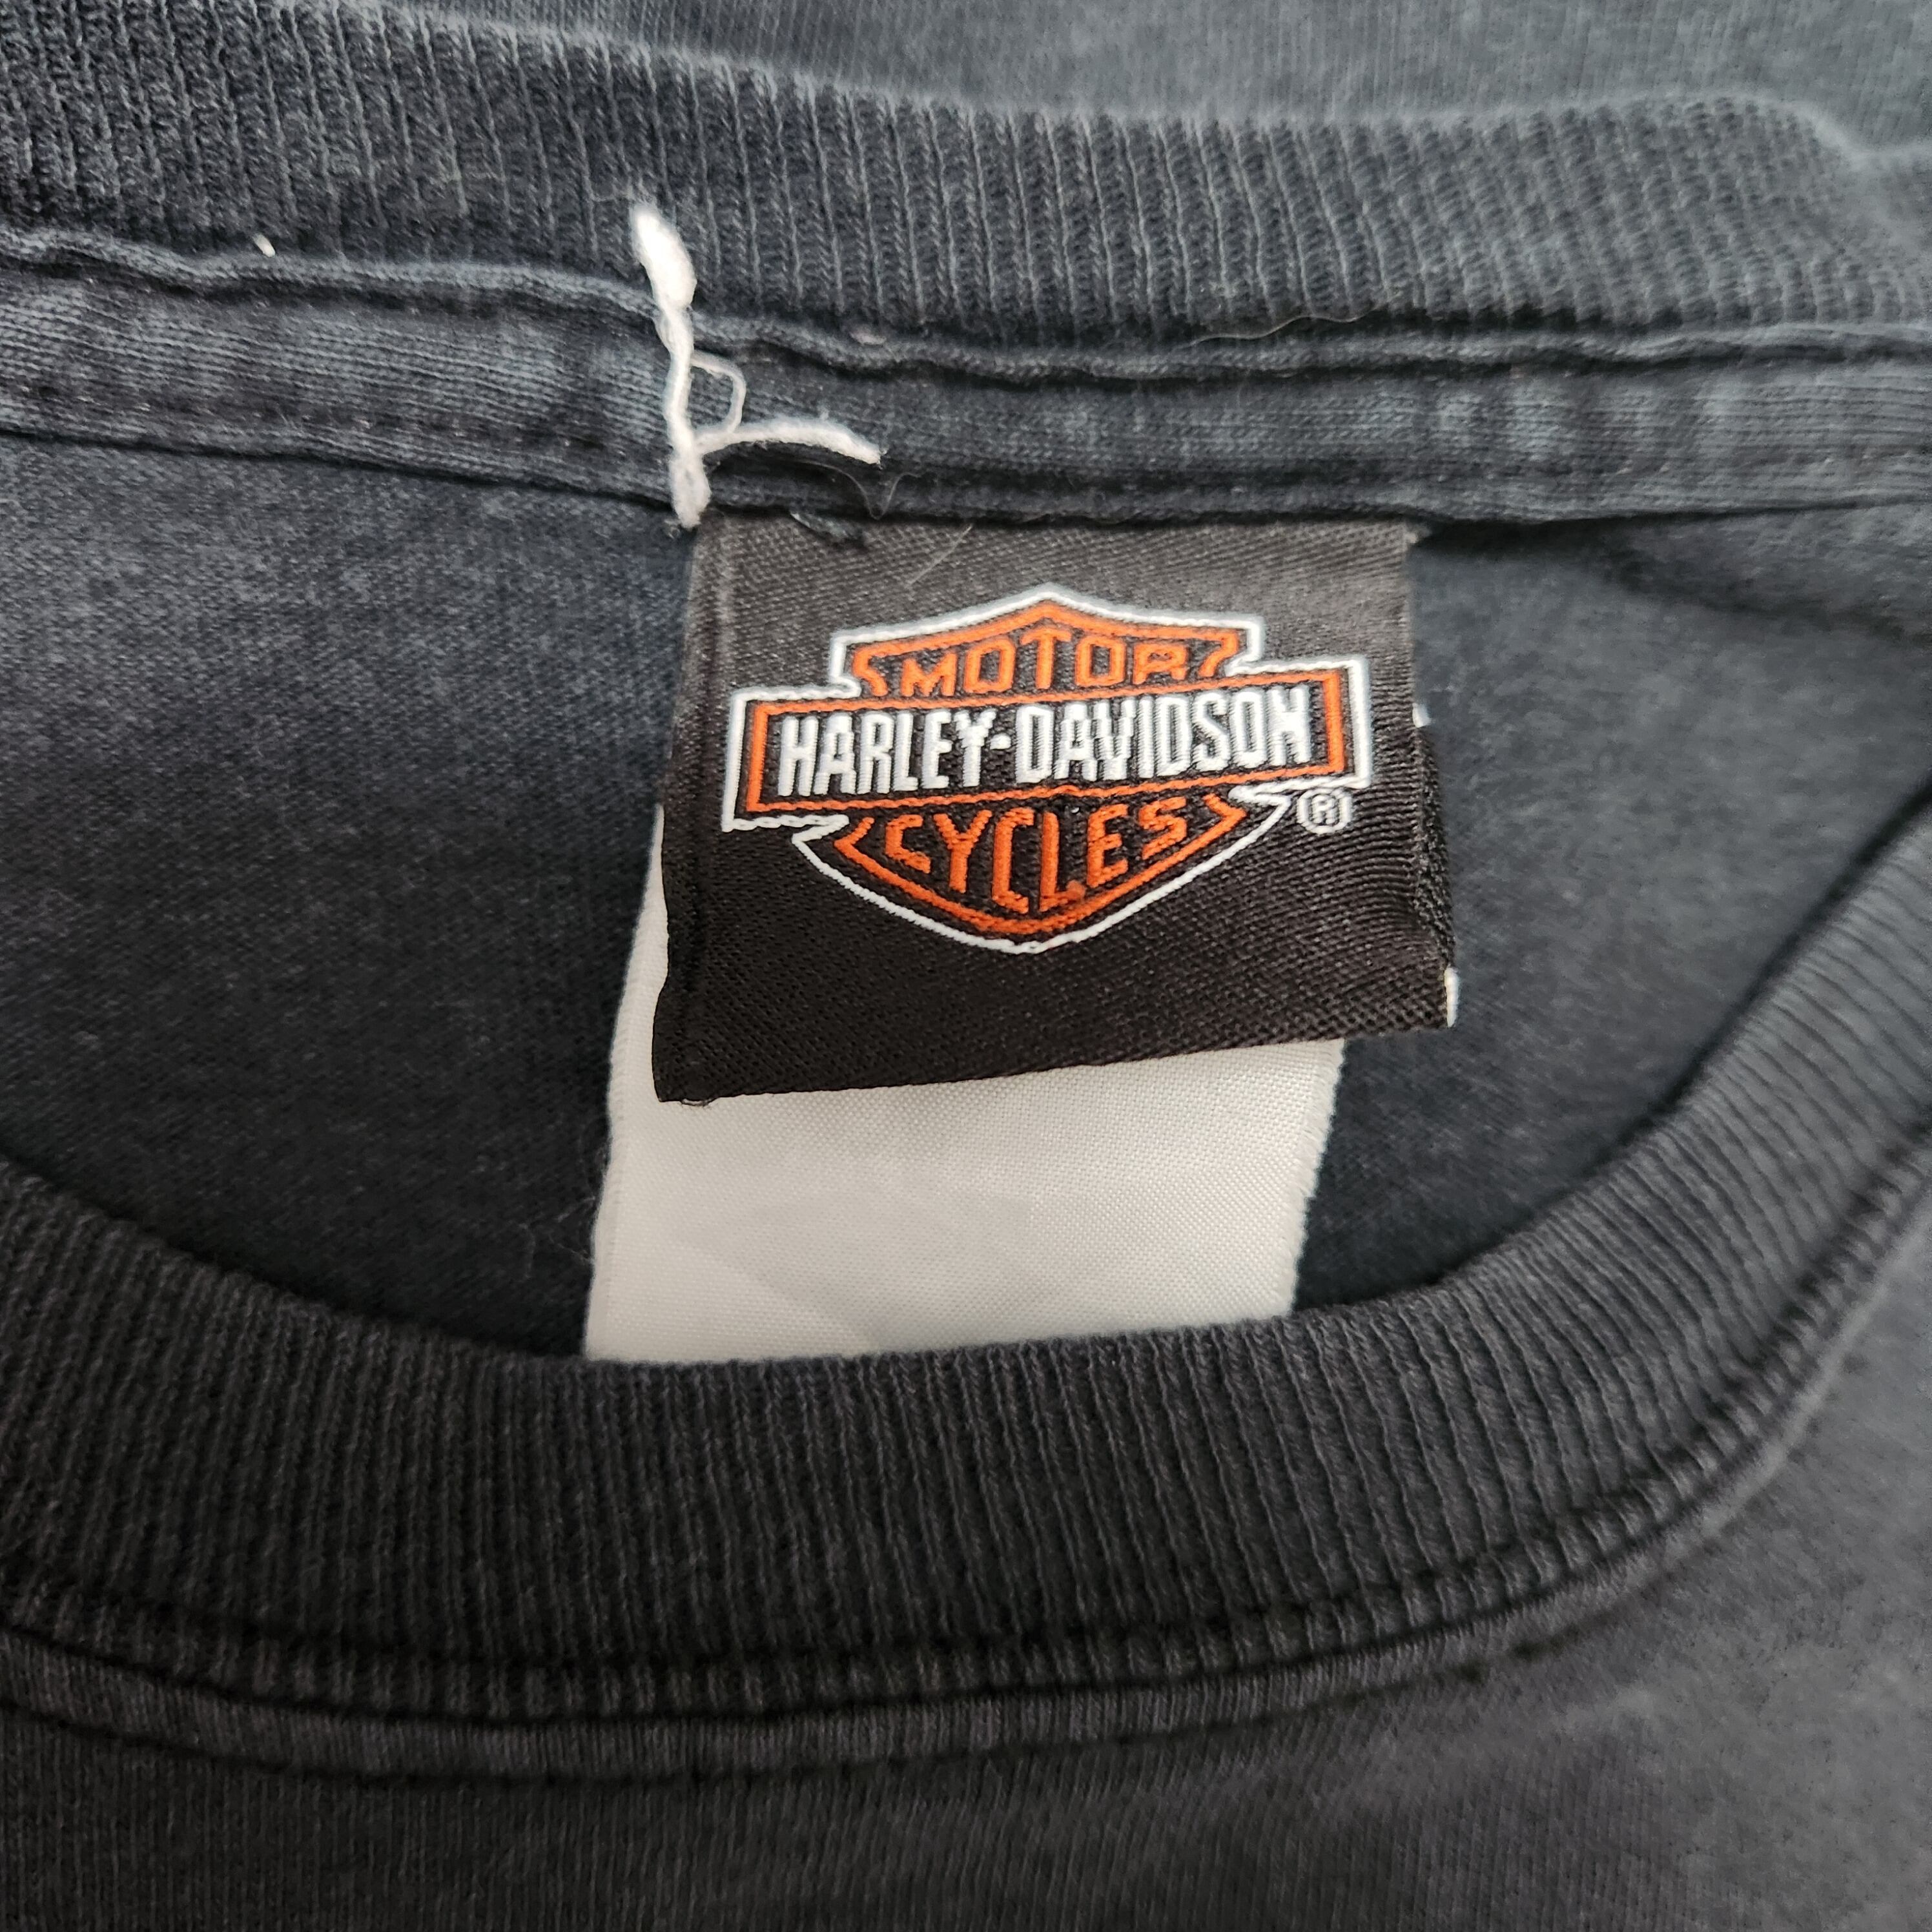 MOTOR
HARLEY-DAVIDSON
CYCLES
®